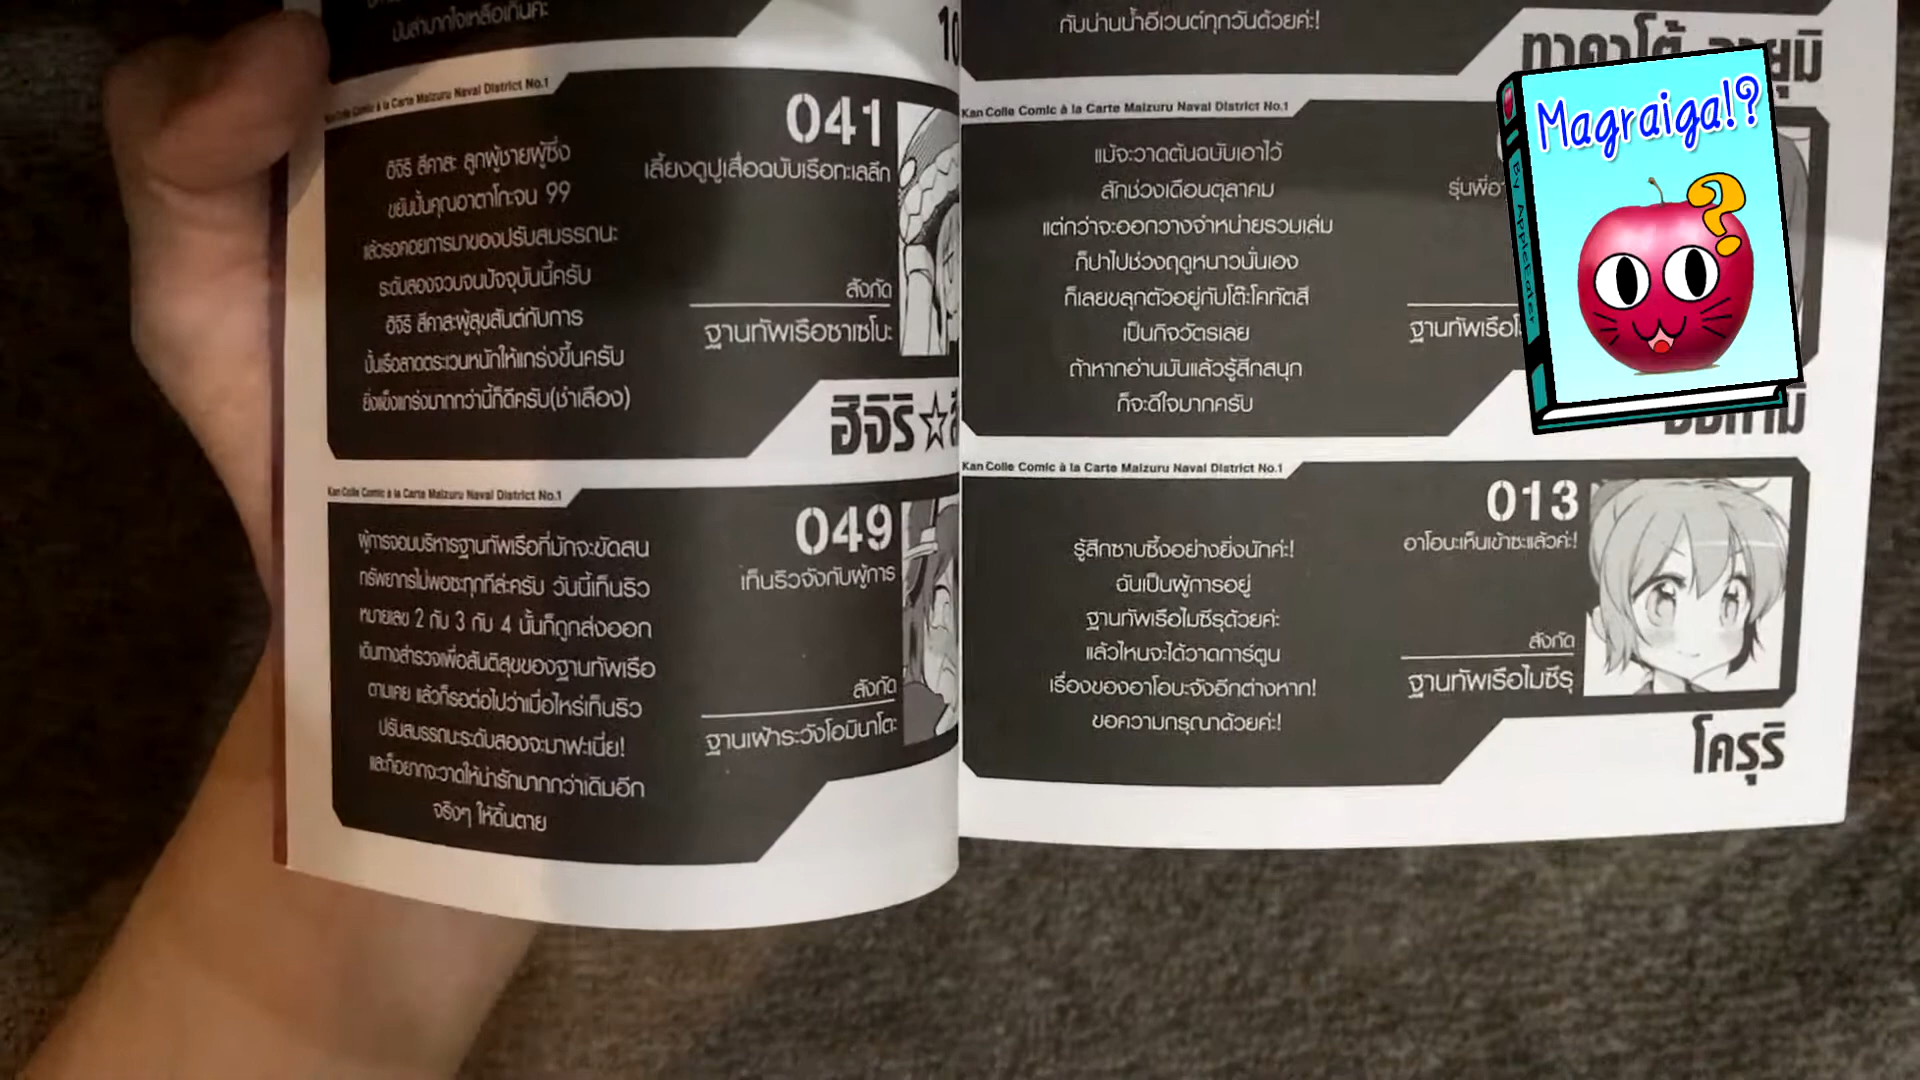 มันลำบากใจเหลือเกินค่ะ
10
Kan Colle Comic à la Carte Maizuru Naval District No.1
041
เลี้ยงดูปูเสื่อฉบับเรือทะเลลึก
ฮิจิริ สีคาสะ ลูกผู้ชายผู้ซึ่ง
ขยันปั้นคุณอาตาโกะจน 99
แล้วรอคอยการมาของปรับสมรรถนะ
ระดับสองจวบจนปัจจุบันนี้ครับ
ฮิจิริ สีคาสะผู้สุขสันต์กับการ
ปั้นเรือลาดตระเวนหนักให้แกร่งขึ้นครับ
ยิ่งแข็งแกร่งมากกว่านี้ก็ดีครับ(ชำเลือง)
สังกัด
ฐานทัพเรือซาเซโบะ
ฮิจิริ☆สี
Kan Colle Comic à la Carte Maizuru Naval District No.1
049
เท็นริวจังกับผู้การ
ผู้การจอมบริหารฐานทัพเรือที่มักจะขัดสน
ทรัพยากรไม่พอซะทุกทีล่ะครับ วันนี้เท็นริว
หมายเลข 2 กับ 3 กับ 4 นั้นก็ถูกส่งออก
เดินทางสำรวจเพื่อสันติสุขของฐานทัพเรือ
ตามเคย แล้วก็รอต่อไปว่าเมื่อไหร่เท็นริว
ปรับสมรรถนะระดับสองจะมาฟะเนี่ย!
และก็อยากจะวาดให้น่ารักมากกว่าเดิมอีก
จริงๆ ให้ดิ้นตาย
สังกัด
ฐานเฝ้าระวังโอมินาโตะ
กับน่านน้ำอีเวนต์ทุกวันด้วยค่ะ!
ทาคาโต้
Kan Colle Comic à la Carte Maizuru Naval District No.1
แม้จะวาดต้นฉบับเอาไว้
สักช่วงเดือนตุลาคม
แต่กว่าจะออกวางจำหน่ายรวมเล่ม
ก็ปาไปช่วงฤดูหนาวนั่นเอง
ก็เลยขลุกตัวอยู่กับโต๊ะโคทัตสึ
เป็นกิจวัตรเลย
ถ้าหากอ่านมันแล้วรู้สึกสนุก
ก็จะดีใจมากครับ
ฐานทัพเรือ
Kan Colle Comic à la Carte Maizuru Naval District No.1
013
อาโอบะเห็นเข้าซะแล้วค่ะ!
รู้สึกซาบซึ้งอย่างยิ่งนักค่ะ!
ฉันเป็นผู้การอยู่
ฐานทัพเรือไมซึรุด้วยค่ะ
แล้วไหนจะได้วาดการ์ตูน
เรื่องของอาโอบะจังอีกต่างหาก!
ขอความกรุณาด้วยค่ะ!
สังกัด
ฐานทัพเรือไมซึรุ
โครุริ
Magraiga!?
By AppleEater